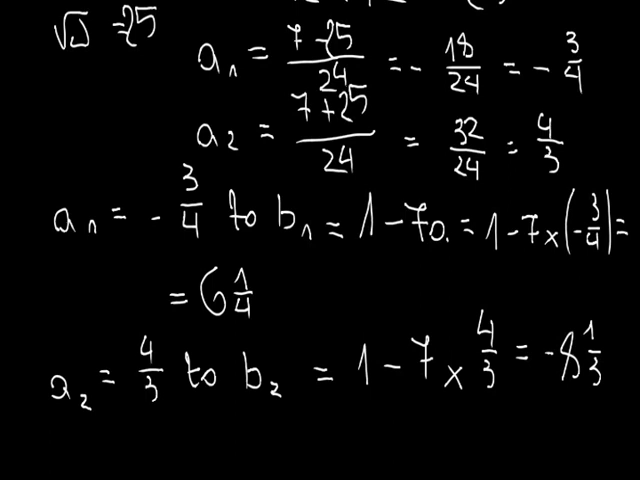 √Δ = 25
a₁ = (7-25)/24 = - 18/24 = - 3/4
a₂ = (7+25)/24 = 32/24 = 4/3
a₁ = - 3/4 to b₁ = 1 - 7a. = 1 - 7 x (- 3/4) =
= 6 1/4
a₂ = 4/3 to b₂ = 1 - 7 x 4/3 = -8 1/3